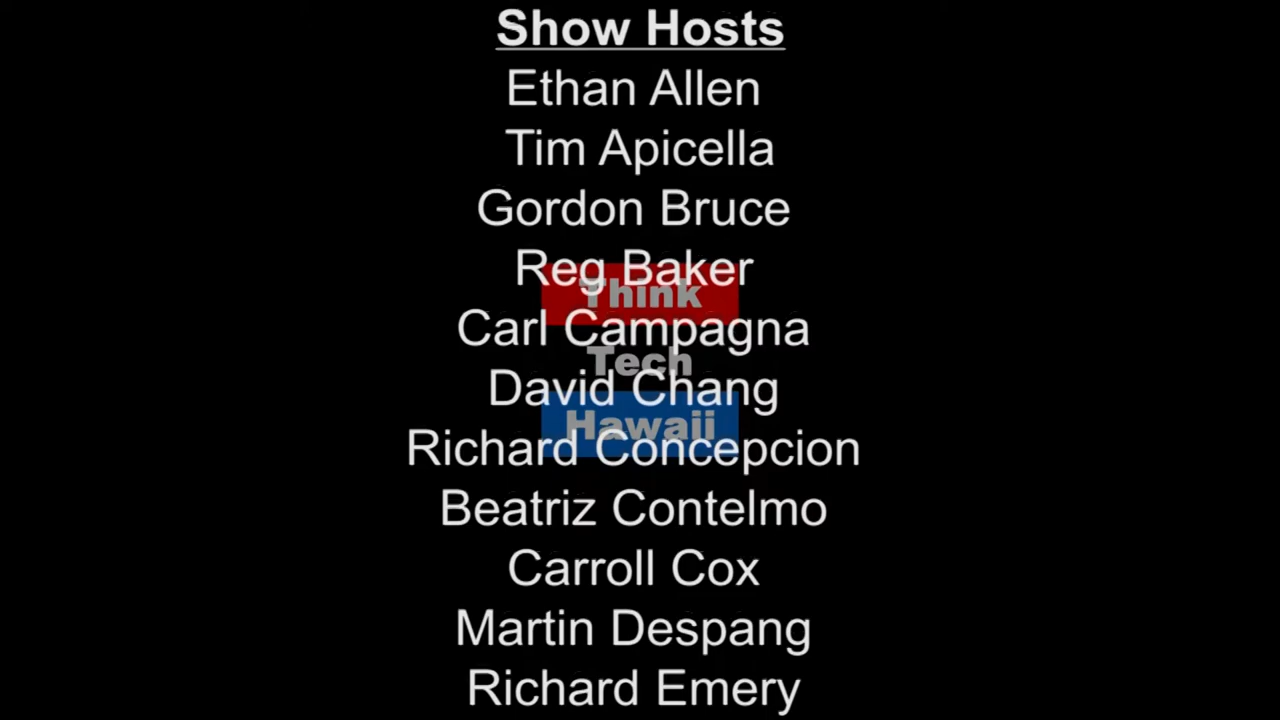 Show Hosts
Ethan Allen
Tim Apicella
Gordon Bruce
Reg Baker
Think
Carl Campagna
Tech
David Chang
Hawaii
Richard Concepcion
Beatriz Contelmo
Carroll Cox
Martin Despang
Richard Emery